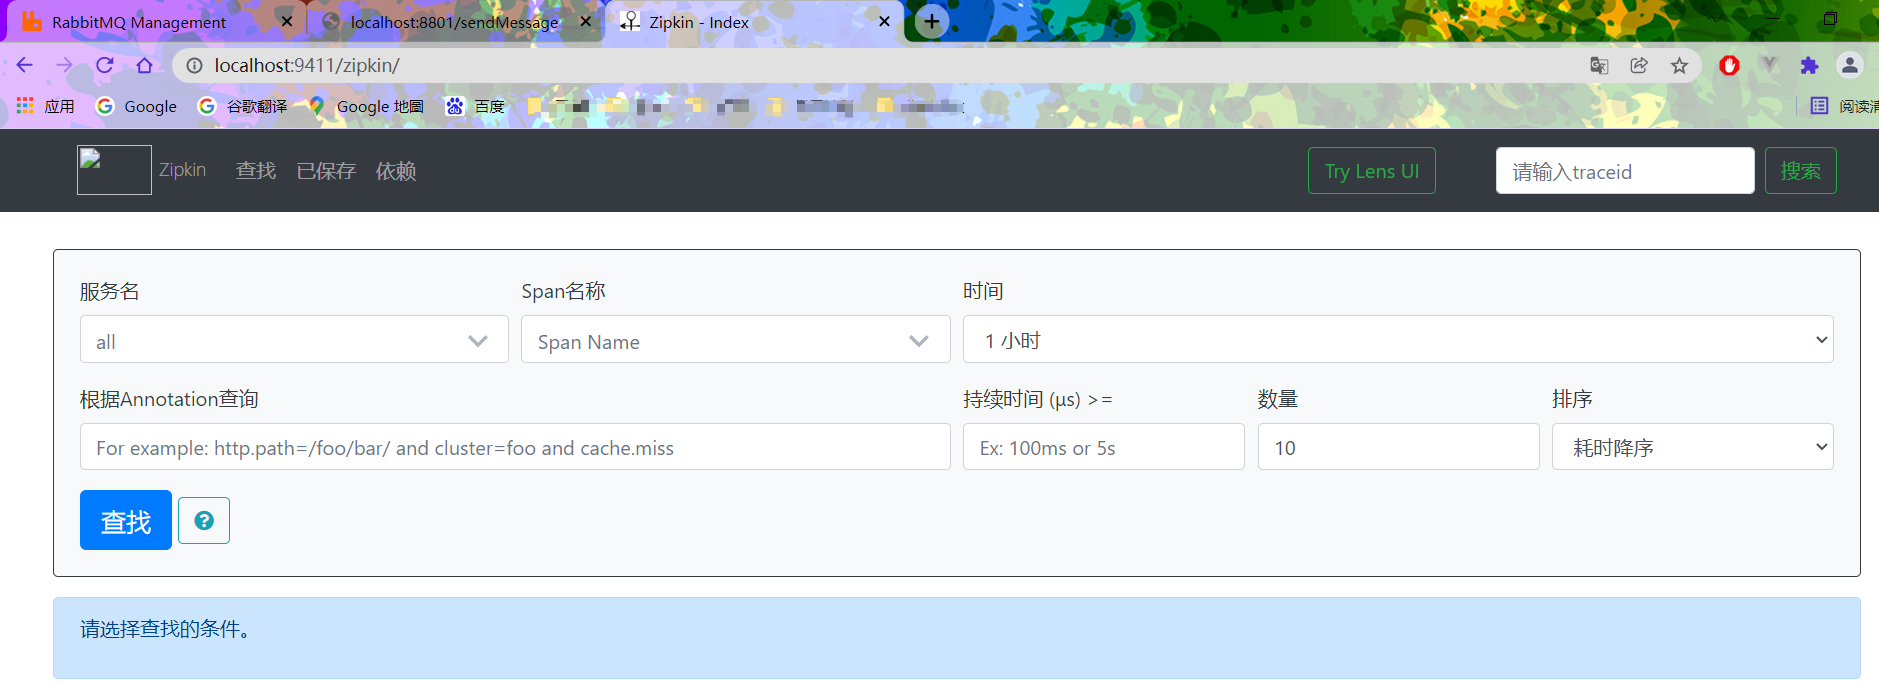 RabbitMQ Management
localhost:8801/sendMessage
Zipkin - Index
localhost:9411/zipkin/
应用
Google
谷歌翻译
Google 地圖
百度
阅读清
Zipkin
查找
已保存
依赖
Try Lens UI
请输入traceid
搜索
服务名
Span名称
时间
all
Span Name
1 小时
根据Annotation查询
持续时间 (μs) >=
数量
排序
For example: http.path=/foo/bar/ and cluster=foo and cache.miss
Ex: 100ms or 5s
10
耗时降序
查找
?
请选择查找的条件。